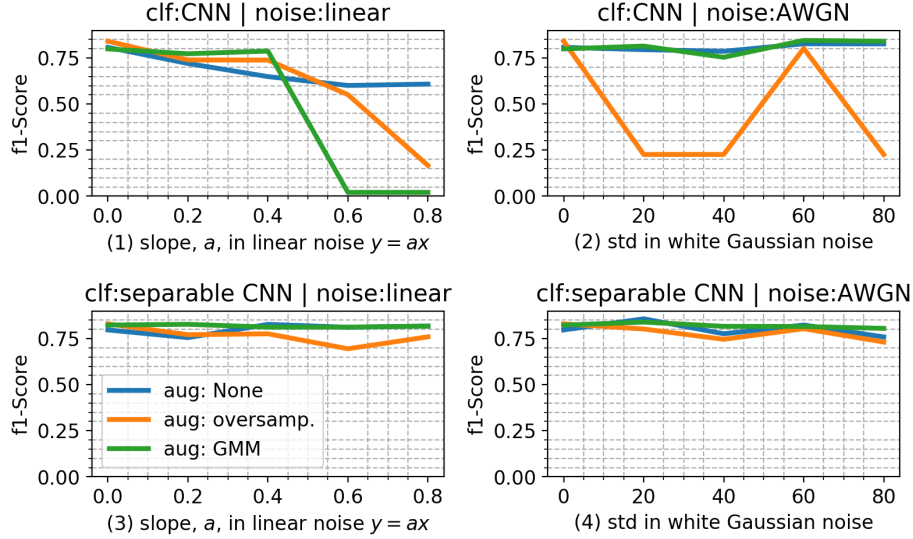 clf:CNN | noise:linear
f1-Score
0.75
0.50
0.25
0.00
0.0 0.2 0.4 0.6 0.8
(1) slope, a, in linear noise y = ax
clf:CNN | noise:AWGN
f1-Score
0.75
0.50
0.25
0.00
0 20 40 60 80
(2) std in white Gaussian noise
clf:separable CNN | noise:linear
f1-Score
0.75
0.50
0.25
0.00
aug: None
aug: oversamp.
aug: GMM
0.0 0.2 0.4 0.6 0.8
(3) slope, a, in linear noise y = ax
clf:separable CNN | noise:AWGN
f1-Score
0.75
0.50
0.25
0.00
0 20 40 60 80
(4) std in white Gaussian noise